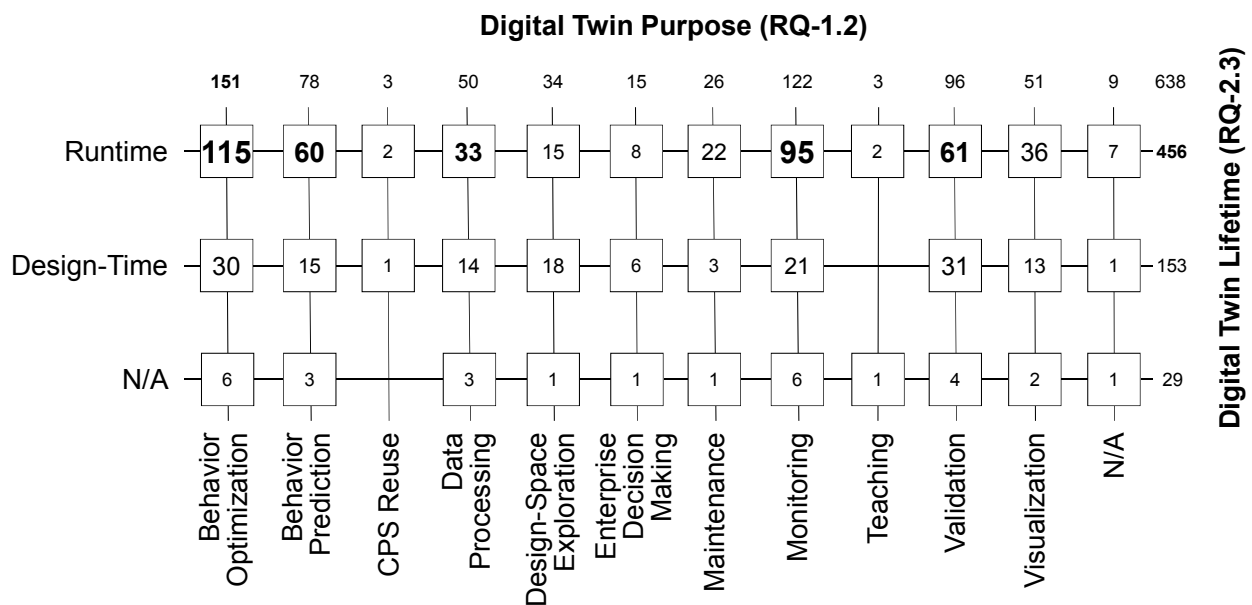 Digital Twin Purpose (RQ-1.2)
151 78 3 50 34 15 26 122 3 96 51 9 638
Runtime 115 60 2 33 15 8 22 95 2 61 36 7 456
Design-Time 30 15 1 14 18 6 3 21 31 13 1 153
N/A 6 3 3 1 1 1 6 1 4 2 1 29
Behavior
Optimization
Behavior
Prediction
CPS Reuse
Data
Processing
Design-Space
Exploration
Enterprise
Decision
Making
Maintenance
Monitoring
Teaching
Validation
Visualization
N/A
Digital Twin Lifetime (RQ-2.3)